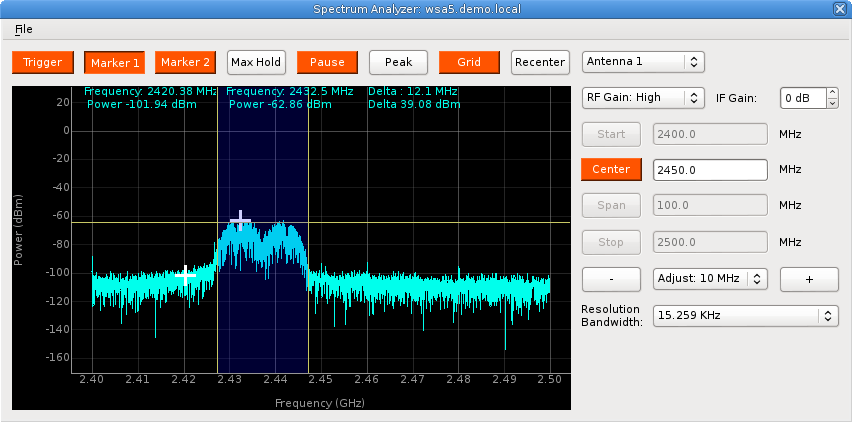 Spectrum Analyzer: wsa5.demo.local
File
Trigger Marker 1 Marker 2 Max Hold Pause Peak Grid Recenter Antenna 1
Frequency: 2420.38 MHz Frequency: 2432.5 MHz Delta : 12.1 MHz
Power -101.94 dBm Power -62.86 dBm Delta 39.08 dBm
RF Gain: High IF Gain: 0 dB
Start 2400.0 MHz
Center 2450.0 MHz
Span 100.0 MHz
Stop 2500.0 MHz
- Adjust: 10 MHz +
Resolution
Bandwidth: 15.259 KHz
Power (dBm)
20
0
-20
-40
-60
-80
-100
-120
-140
-160
2.40 2.41 2.42 2.43 2.44 2.45 2.46 2.47 2.48 2.49 2.50
Frequency (GHz)